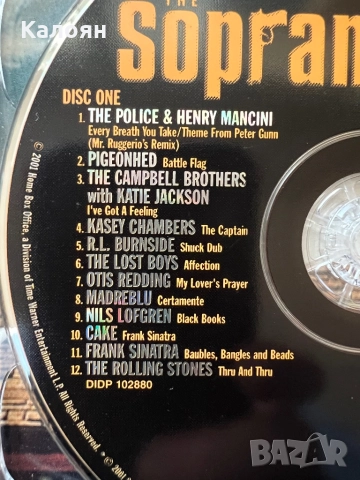 Калоян
THE
Sopran
DISC ONE
1. THE POLICE & HENRY MANCINI
Every Breath You Take/Theme From Peter Gunn
(Mr. Ruggerio's Remix)
2. PIGEONHED Battle Flag
3. THE CAMPBELL BROTHERS
with KATIE JACKSON
I've Got A Feeling
4. KASEY CHAMBERS The Captain
5. R.L. BURNSIDE Shuck Dub
6. THE LOST BOYS Affection
7. OTIS REDDING My Lover's Prayer
8. MADREBLU Certamente
9. NILS LOFGREN Black Books
10. CAKE Frank Sinatra
11. FRANK SINATRA Baubles, Bangles and Beads
12. THE ROLLING STONES Thru And Thru
DIDP 102880
© 2001 Home Box Office, a Division of Time Warner Entertainment L.P. All Rights Reserved. • © 2001
BAZAR
bg